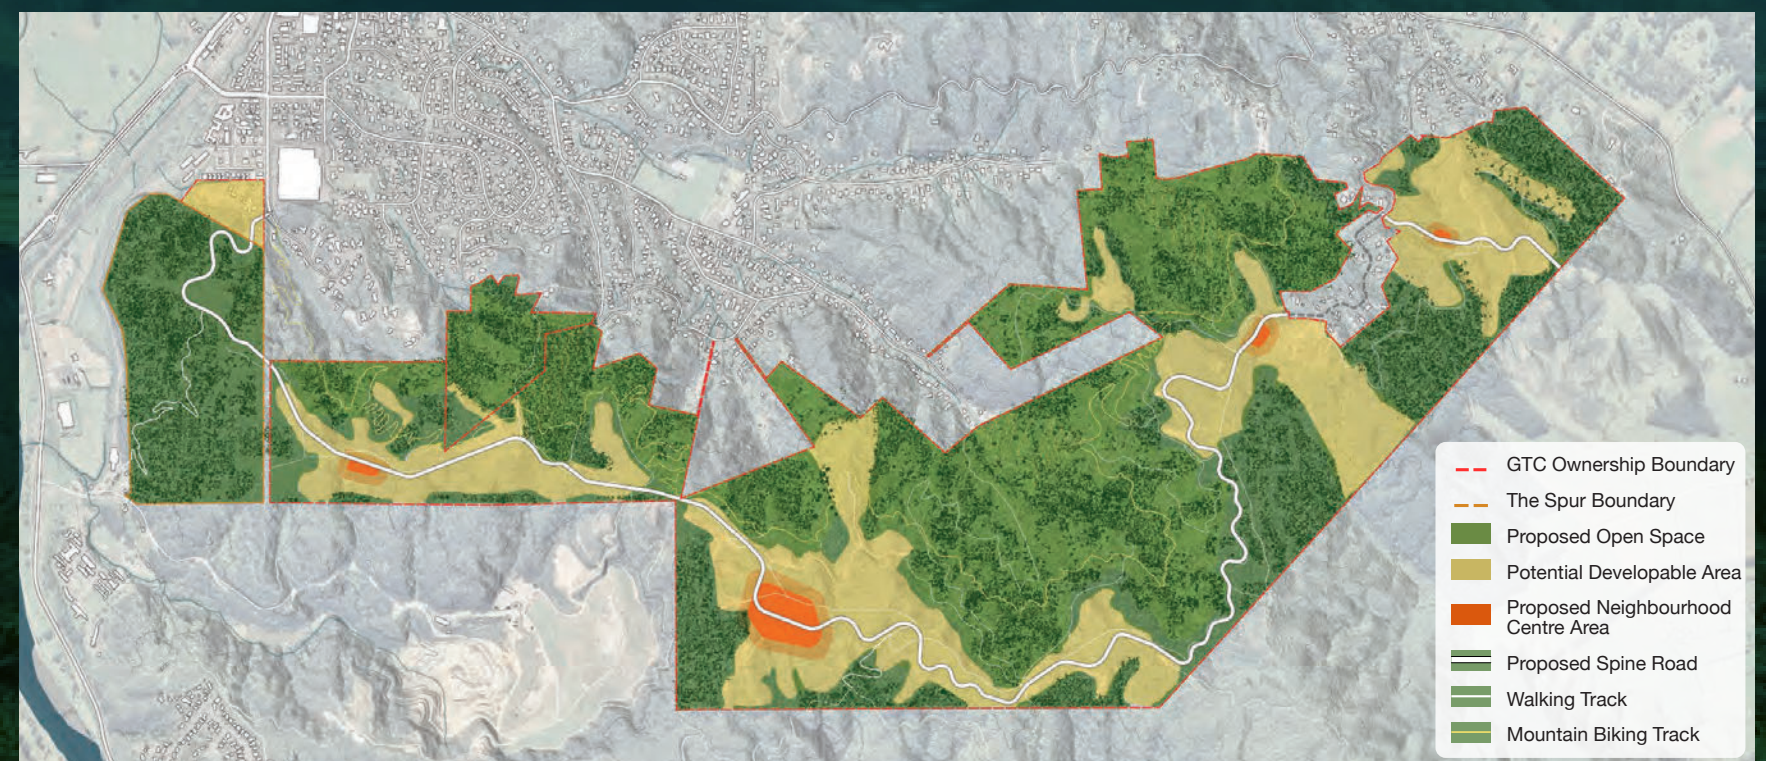 GTC Ownership Boundary
The Spur Boundary
Proposed Open Space
Potential Developable Area
Proposed Neighbourhood
Centre Area
Proposed Spine Road
Walking Track
Mountain Biking Track